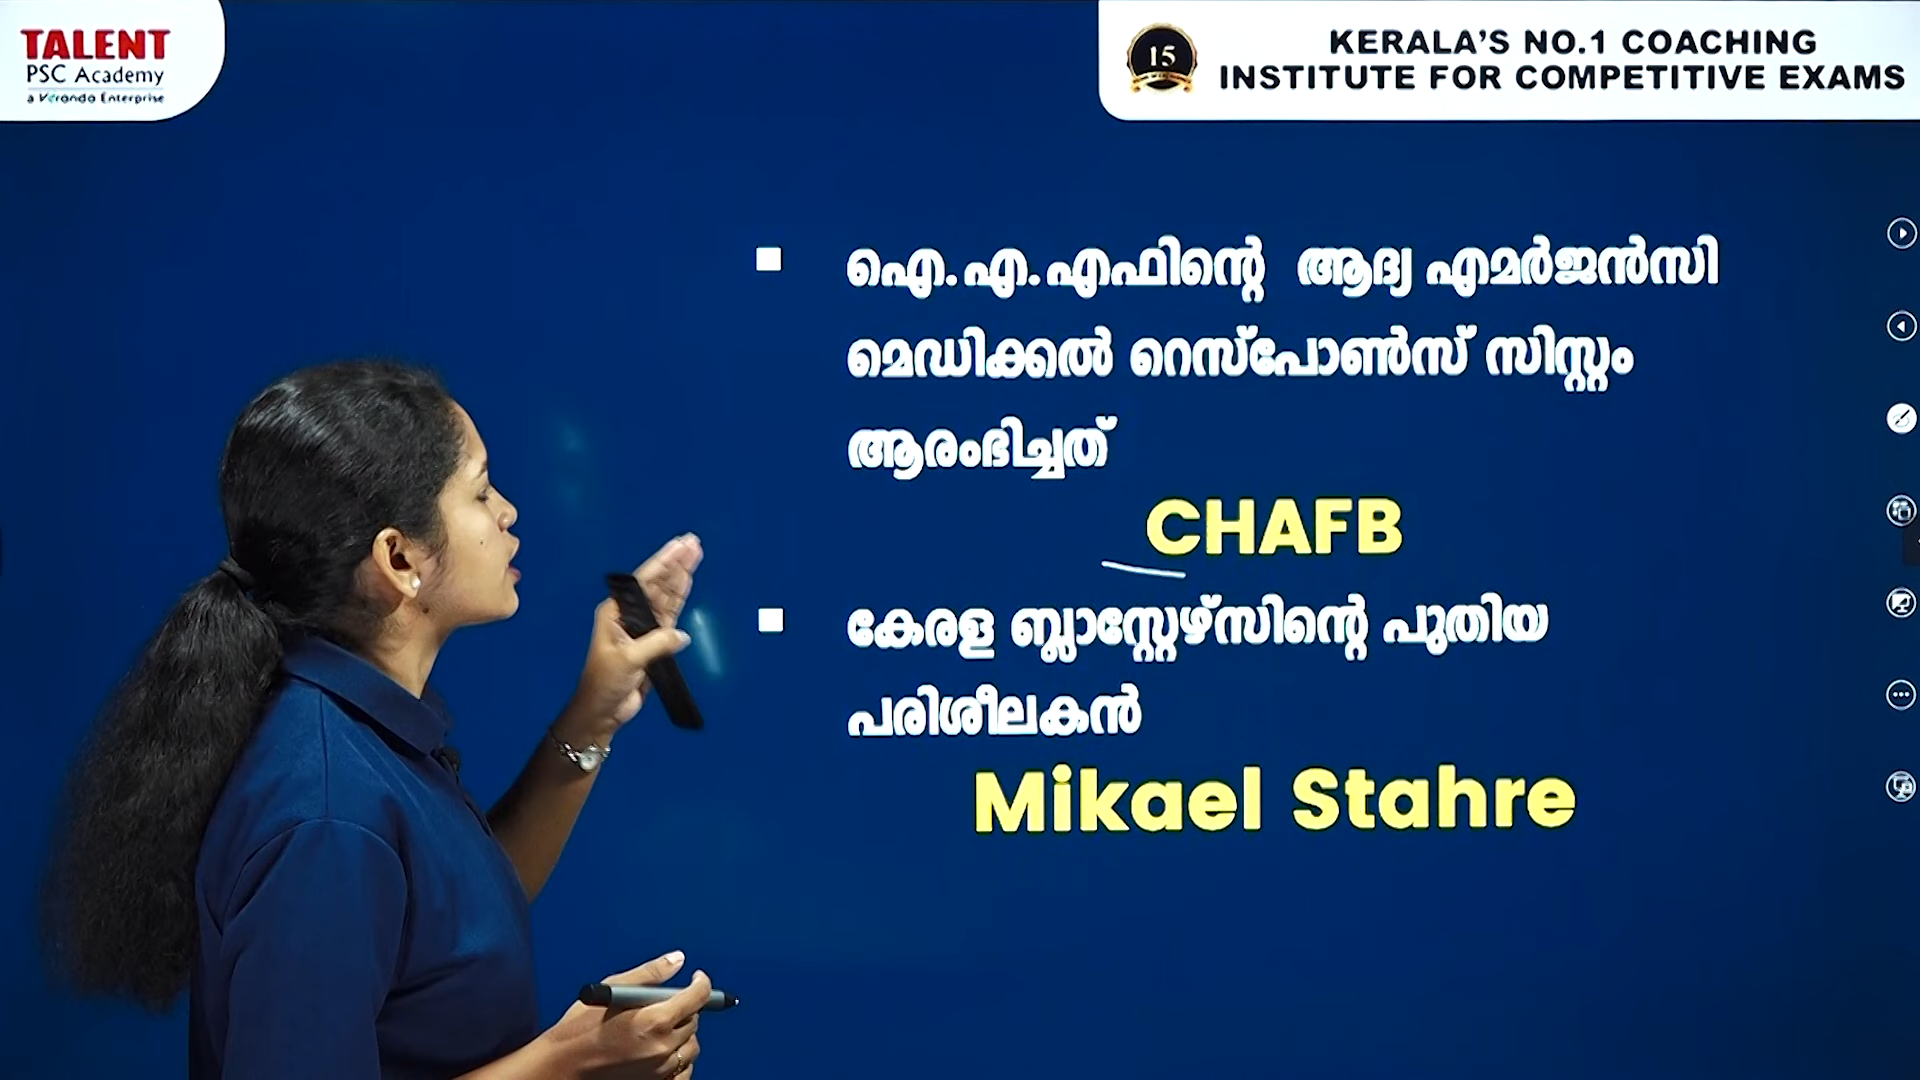 TALENT
PSC Academy
a Veranda Enterprise
15
KERALA'S NO.1 COACHING
INSTITUTE FOR COMPETITIVE EXAMS
ഐ.എ.എഫിന്റെ ആദ്യ എമർജൻസി
മെഡിക്കൽ റെസ്പോൺസ് സിസ്റ്റം
ആരംഭിച്ചത്
CHAFB
കേരള ബ്ലാസ്റ്റേഴ്സിന്റെ പുതിയ
പരിശീലകൻ
Mikael Stahre